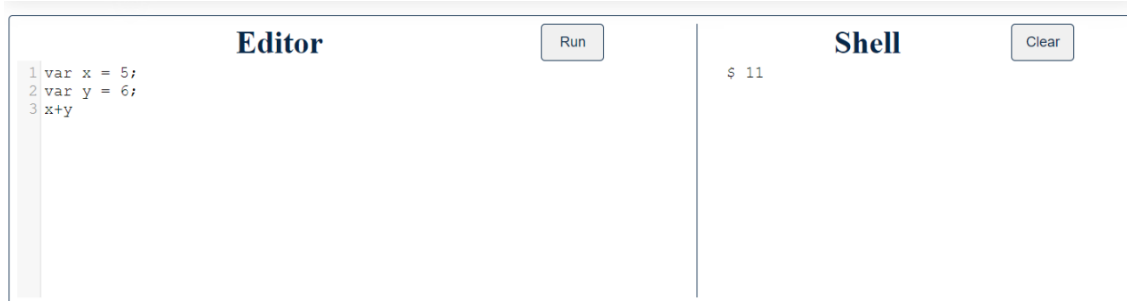 Editor
Run
1 var x = 5;
2 var y = 6;
3 x+y
Shell
Clear
$ 11